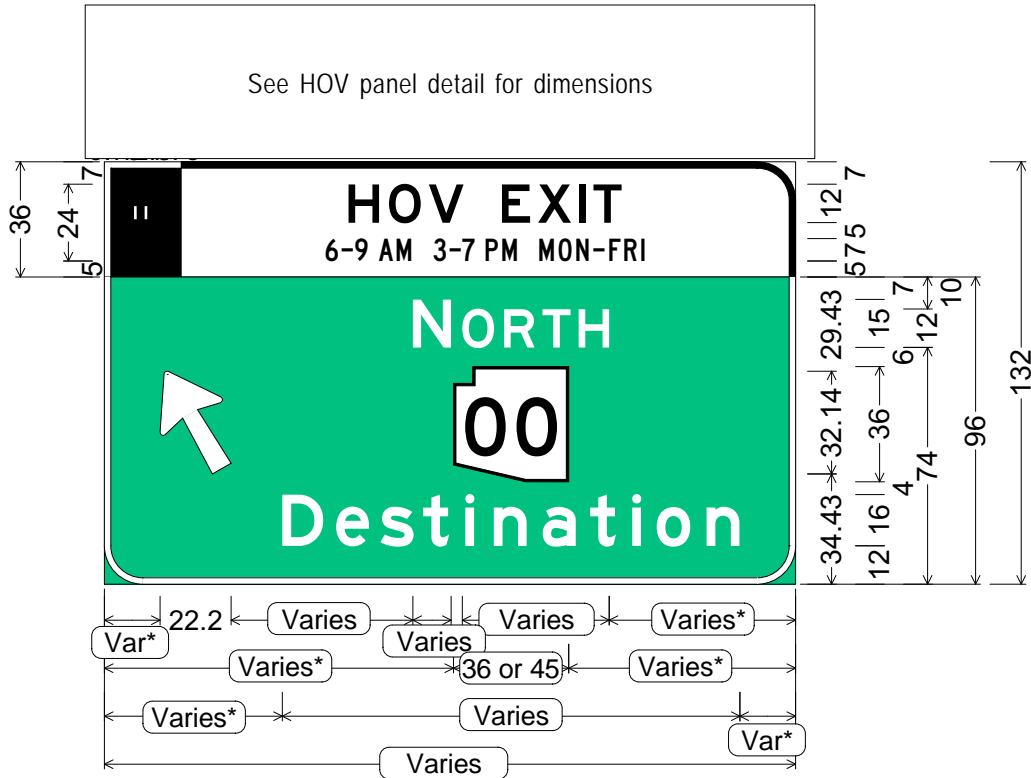 See HOV panel detail for dimensions
HOV EXIT
6-9 AM 3-7 PM MON-FRI
NORTH
00
Destination
36
7
24
5
7
12
5
7
5
29.43
32.14
34.43
15
36
16
12
7
12
6
4
74
10
96
132
22.2
Varies
Varies
Varies*
Var*
Varies
Varies*
36 or 45
Varies*
Varies*
Varies
Var*
Varies